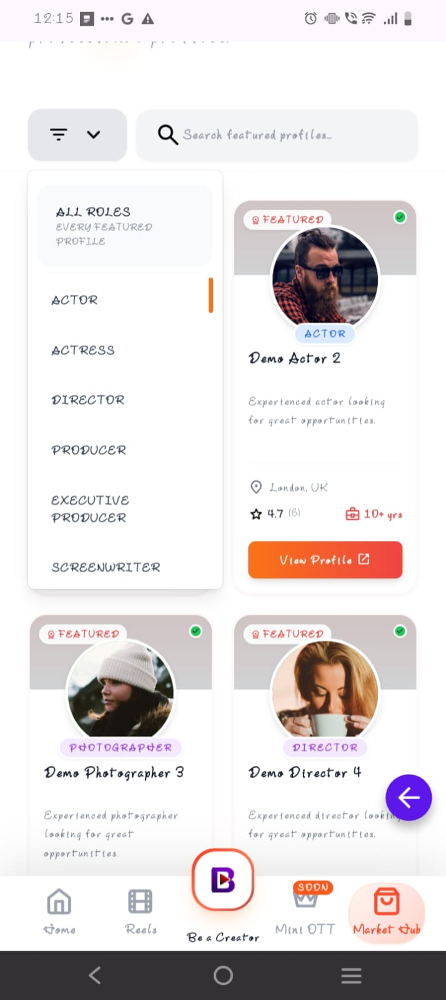 12:15
Search featured profiles...
ALL ROLES
EVERY FEATURED
PROFILE
ACTOR
ACTRESS
DIRECTOR
PRODUCER
EXECUTIVE
PRODUCER
SCREENWRITER
FEATURED
ACTOR
Demo Actor 2
Experienced actor looking
for great opportunities.
London, UK
4.7 (6)
10+ yrs
View Profile
FEATURED
PHOTOGRAPHER
Demo Photographer 3
Experienced photographer
looking for great
opportunities.
FEATURED
DIRECTOR
Demo Director 4
Experienced director looking
for great opportunities.
Home
Reels
Be a Creator
SOON
Mini OTT
Market Hub